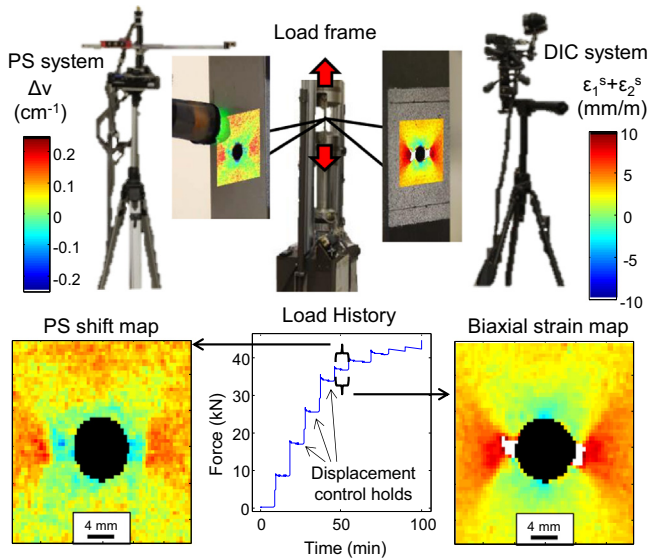 Load frame
PS system
Δv
(cm⁻¹)
0.2
0.1
0
-0.1
-0.2
DIC system
ε₁ˢ+ε₂ˢ
(mm/m)
10
5
0
-5
-10
PS shift map
Load History
Biaxial strain map
40
30
20
10
0
Force (kN)
Displacement
control holds
0
50
100
Time (min)
4 mm
4 mm